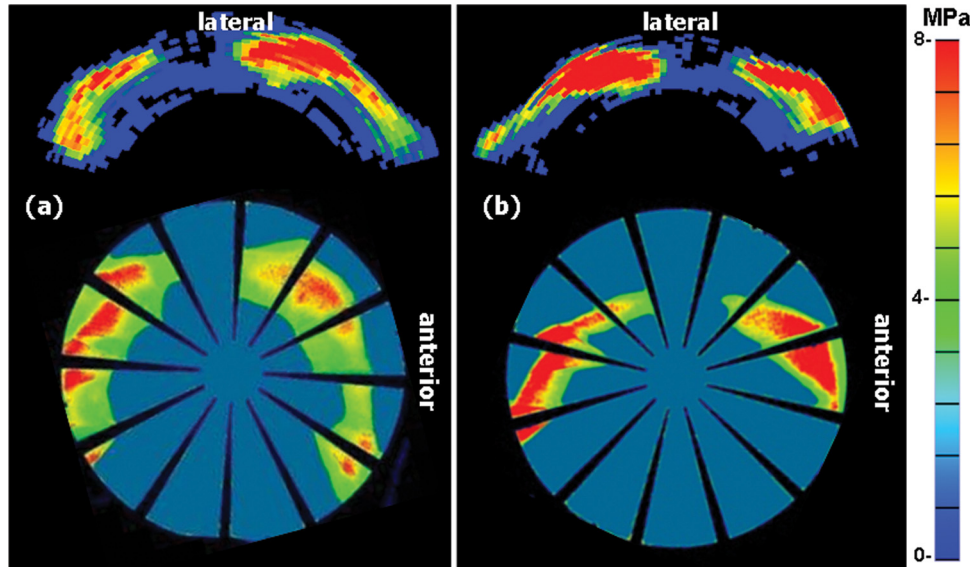 lateral
lateral
MPa
8-
(a)
(b)
4-
anterior
anterior
0-